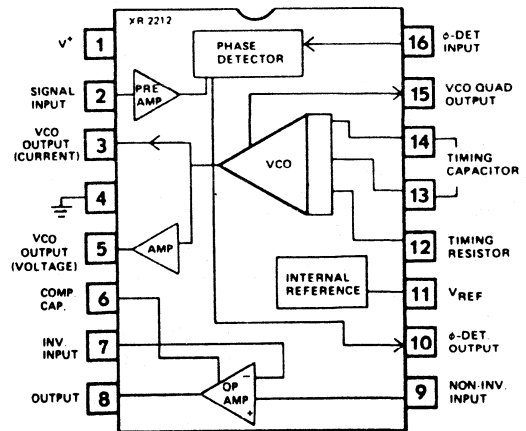 XR 2212
V+
1
SIGNAL
INPUT
2
VCO
OUTPUT
(CURRENT)
3
4
VCO
OUTPUT
(VOLTAGE)
5
COMP.
CAP.
6
INV.
INPUT
7
OUTPUT
8
PHASE
DETECTOR
PRE
AMP
VCO
AMP
INTERNAL
REFERENCE
OP
AMP
−
+
16
φ-DET
INPUT
15
VCO QUAD
OUTPUT
14
TIMING
CAPACITOR
13
12
TIMING
RESISTOR
11
VREF
10
φ-DET.
OUTPUT
9
NON-INV.
INPUT